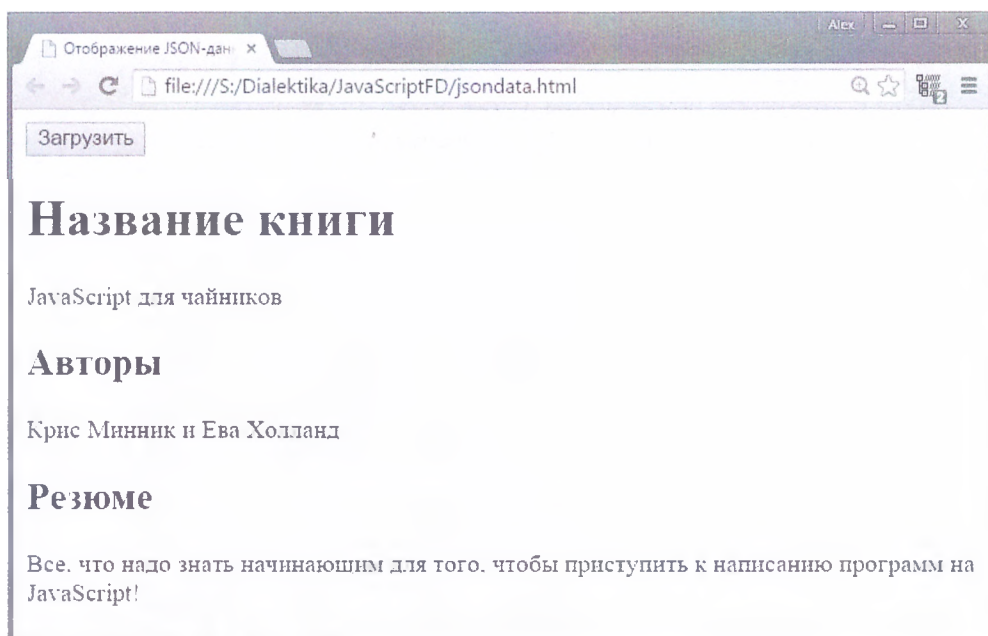 Alex
Отображение JSON-дан
file:///S:/Dialektika/JavaScriptFD/jsondata.html
Загрузить
Название книги
JavaScript для чайников
Авторы
Крис Минник и Ева Холланд
Резюме
Все, что надо знать начинающим для того, чтобы приступить к написанию программ на
JavaScript!